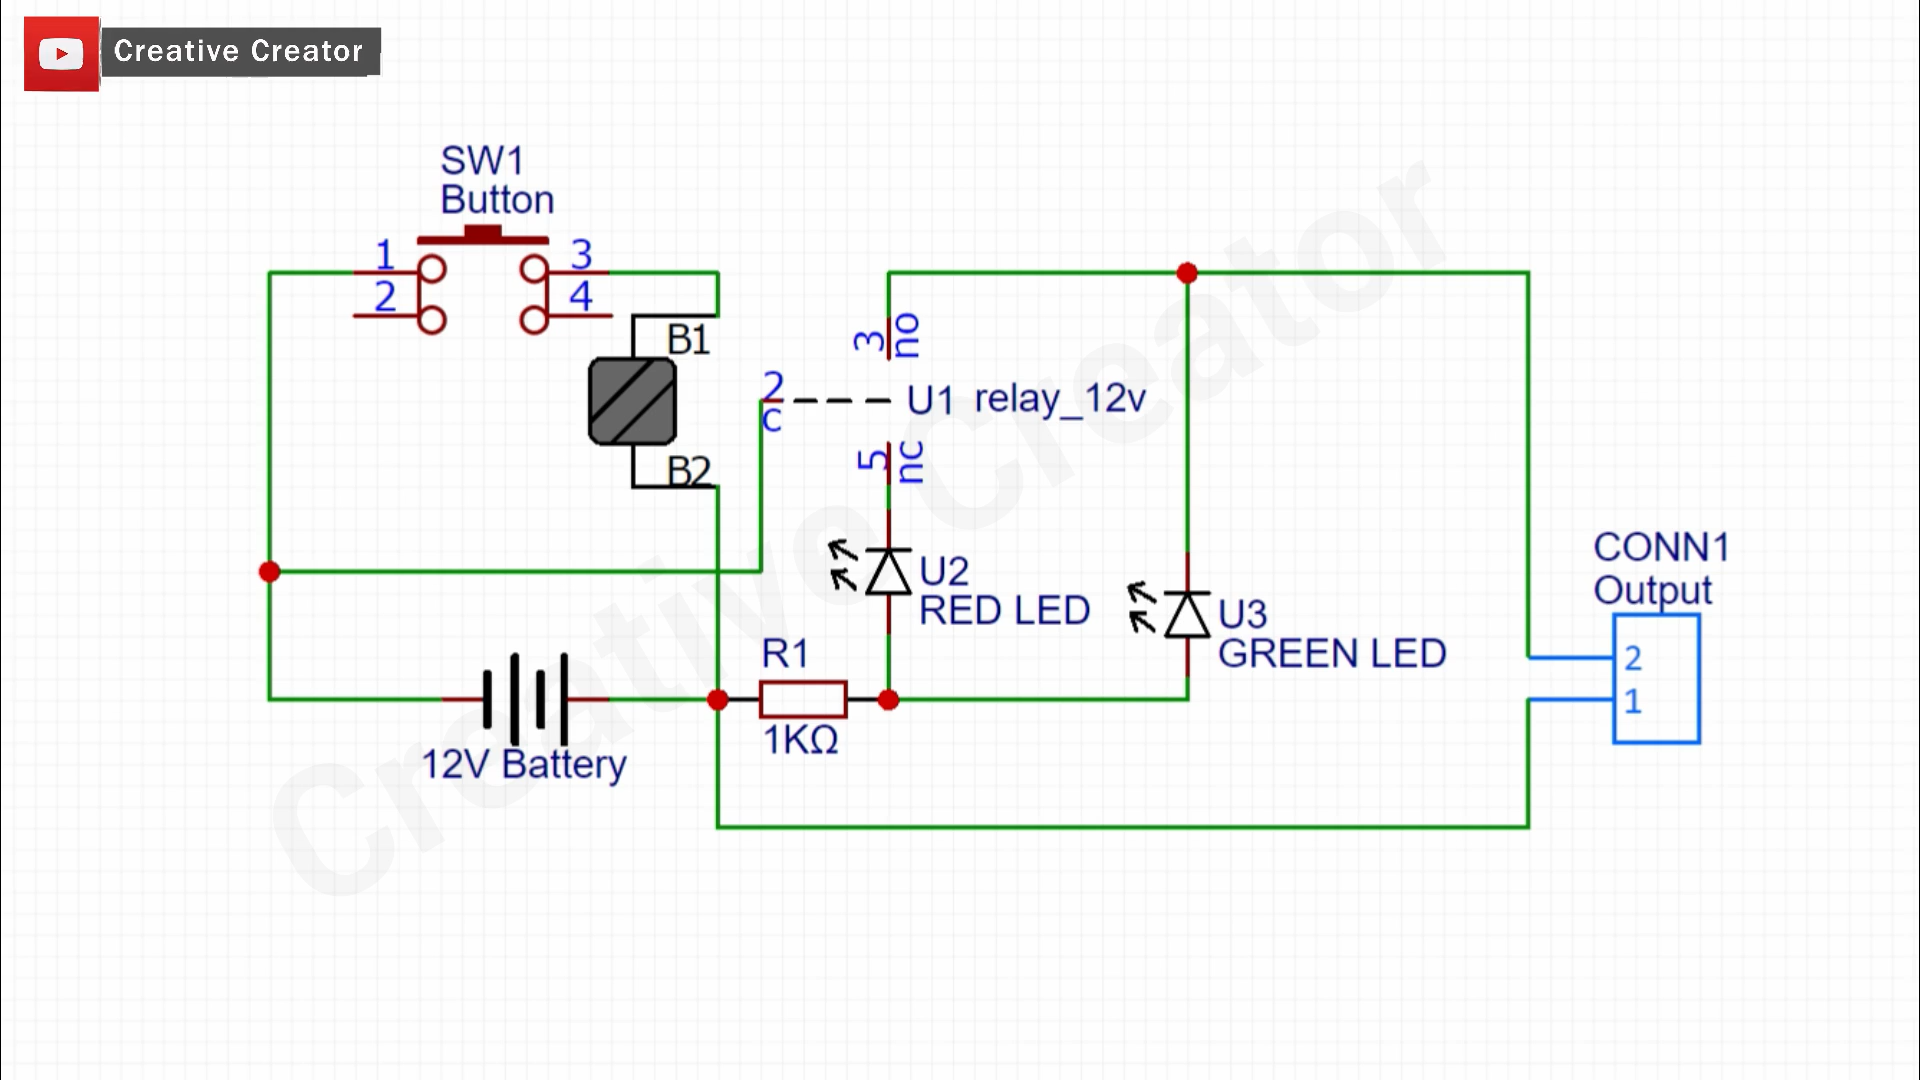 Creative Creator
SW1
Button
1
3
2
4
B1
B2
3
no
2
c
U1 relay_12v
5
nc
U2
RED LED
U3
GREEN LED
CONN1
Output
2
1
R1
1KΩ
12V Battery
Creative Creator